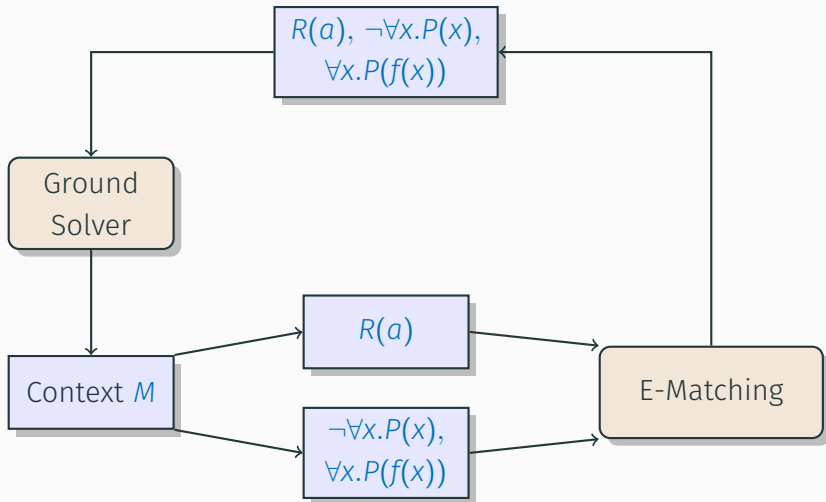 R(a), ¬∀x.P(x),
∀x.P(f(x))
Ground
Solver
R(a)
Context M
E-Matching
¬∀x.P(x),
∀x.P(f(x))